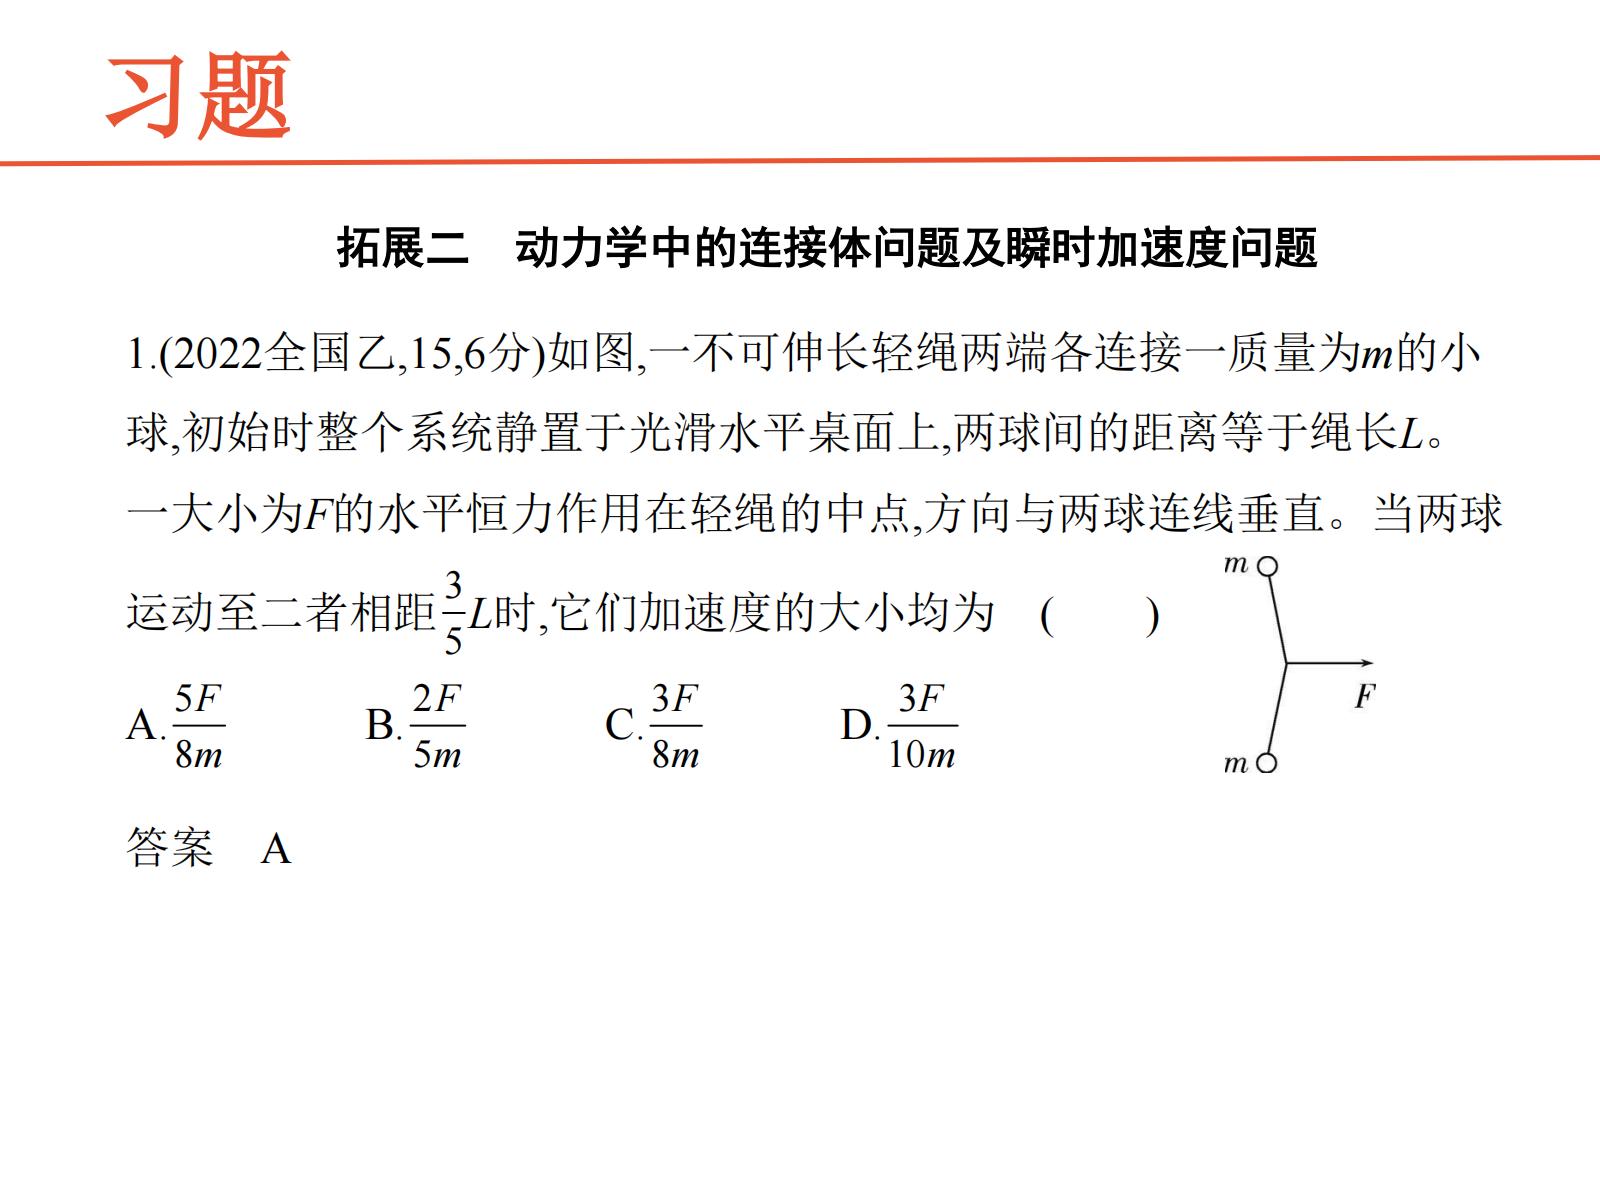 习题
拓展二　动力学中的连接体问题及瞬时加速度问题
1.(2022全国乙,15,6分)如图,一不可伸长轻绳两端各连接一质量为m的小
球,初始时整个系统静置于光滑水平桌面上,两球间的距离等于绳长L。
一大小为F的水平恒力作用在轻绳的中点,方向与两球连线垂直。当两球
运动至二者相距3/5L时,它们加速度的大小均为　(　　)
A.5F/8m　B.2F/5m　C.3F/8m　D.3F/10m
m
F
m
答案　A